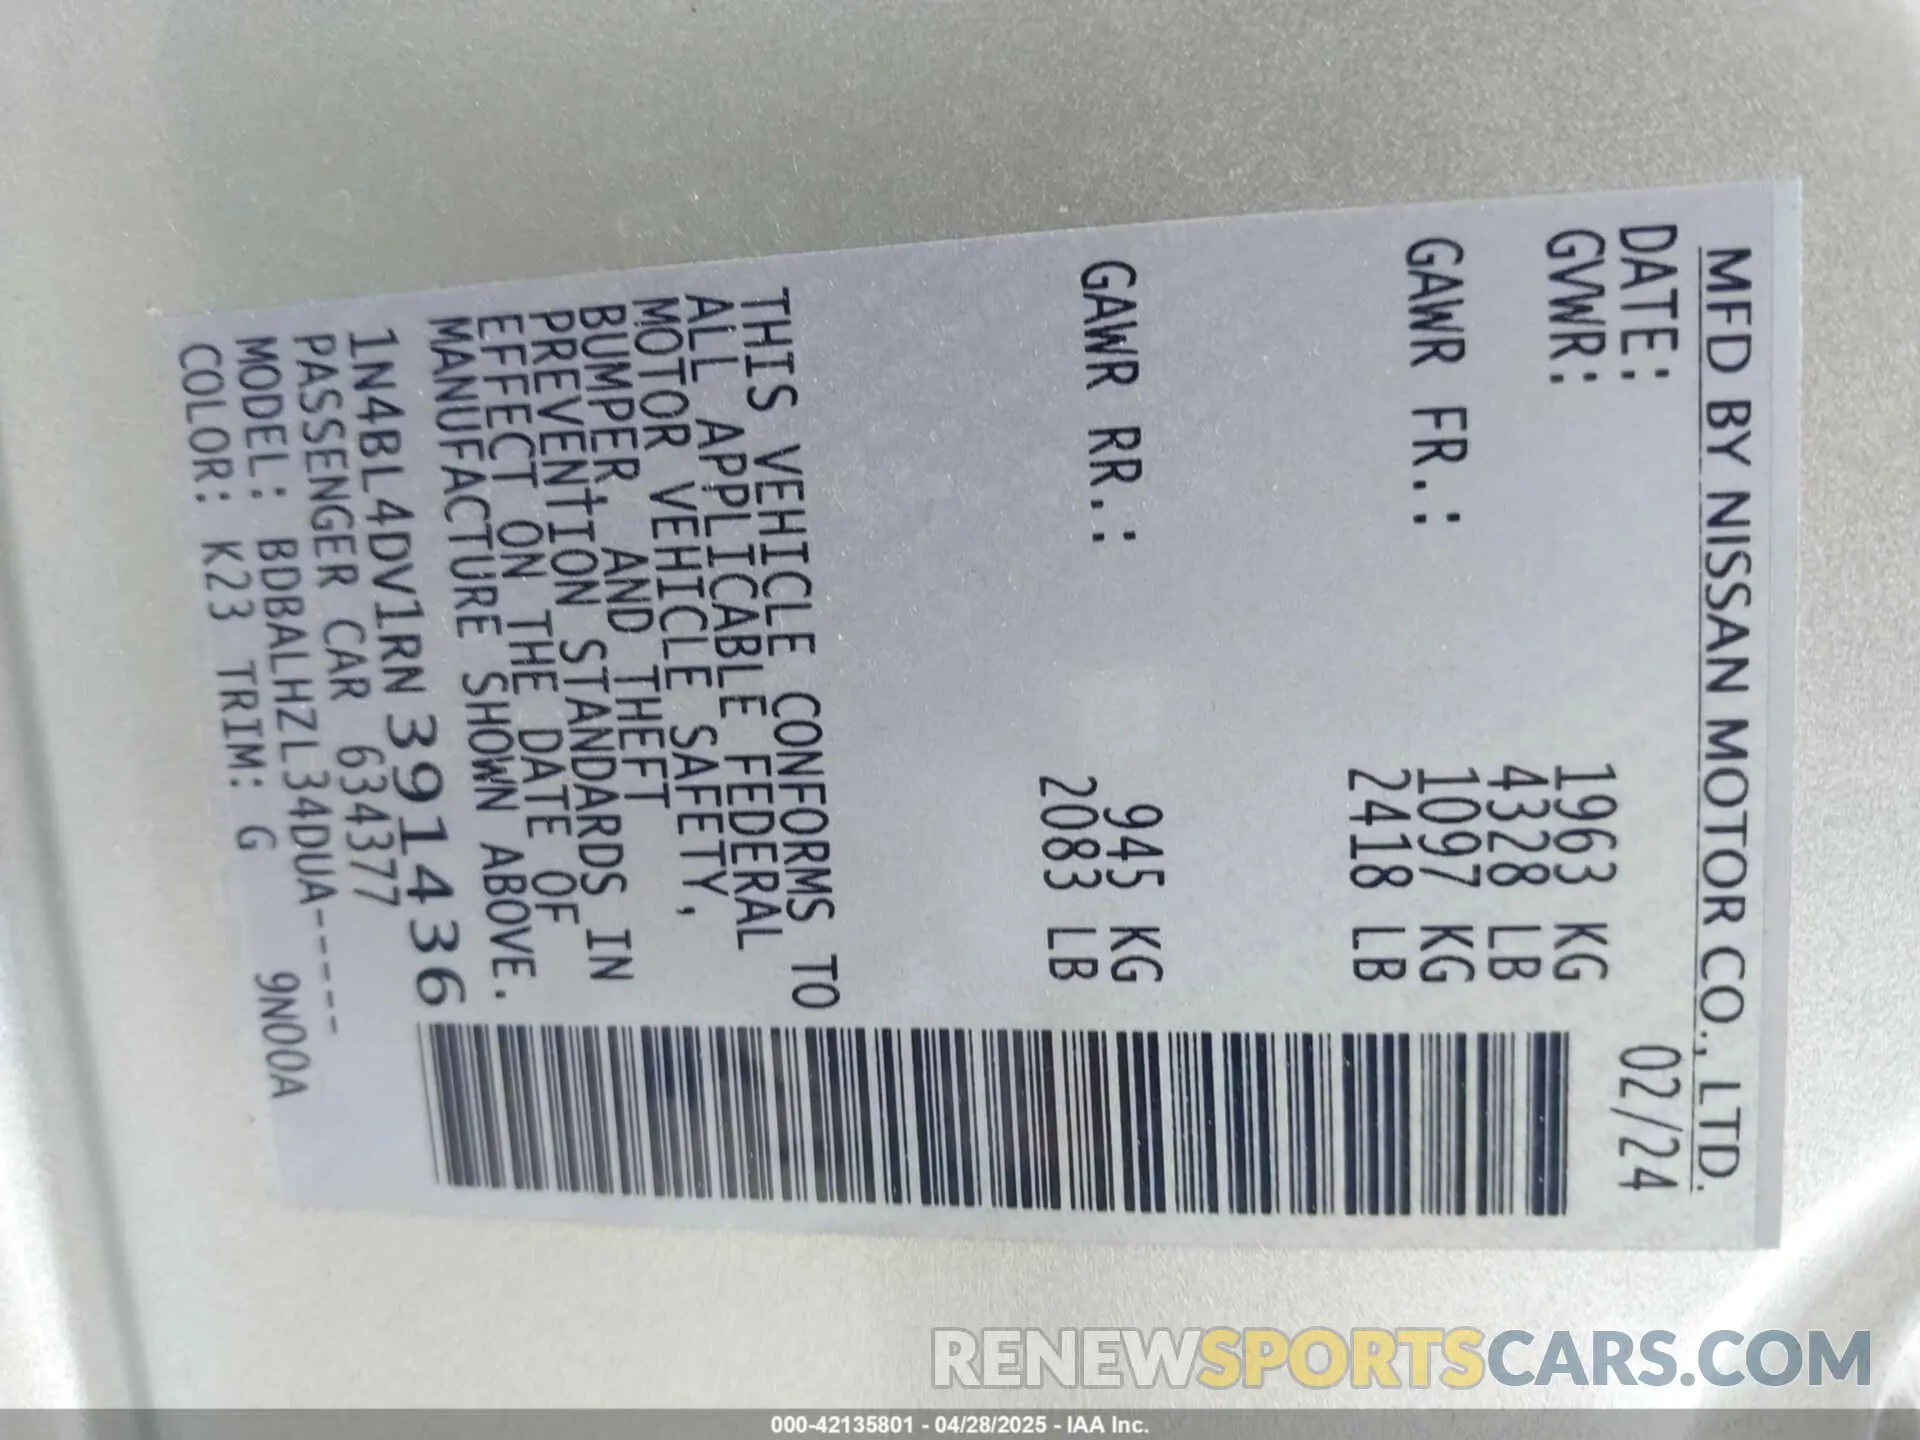 MFD BY NISSAN MOTOR CO., LTD.
DATE: 02/24
GVWR: 1963 KG
4328 LB
GAWR FR.: 1097 KG
2418 LB
GAWR RR.: 945 KG
2083 LB
THIS VEHICLE CONFORMS TO
ALL APPLICABLE FEDERAL
MOTOR VEHICLE SAFETY,
BUMPER, AND THEFT
PREVENTION STANDARDS IN
EFFECT ON THE DATE OF
MANUFACTURE SHOWN ABOVE.
1N4BL4DV1RN391436
PASSENGER CAR 634377
MODEL: BDBALHZL34DUA-----
COLOR: K23 TRIM: G 9N00A
RENEWSPORTSCARS.COM
000-42135801 - 04/28/2025 - IAA Inc.